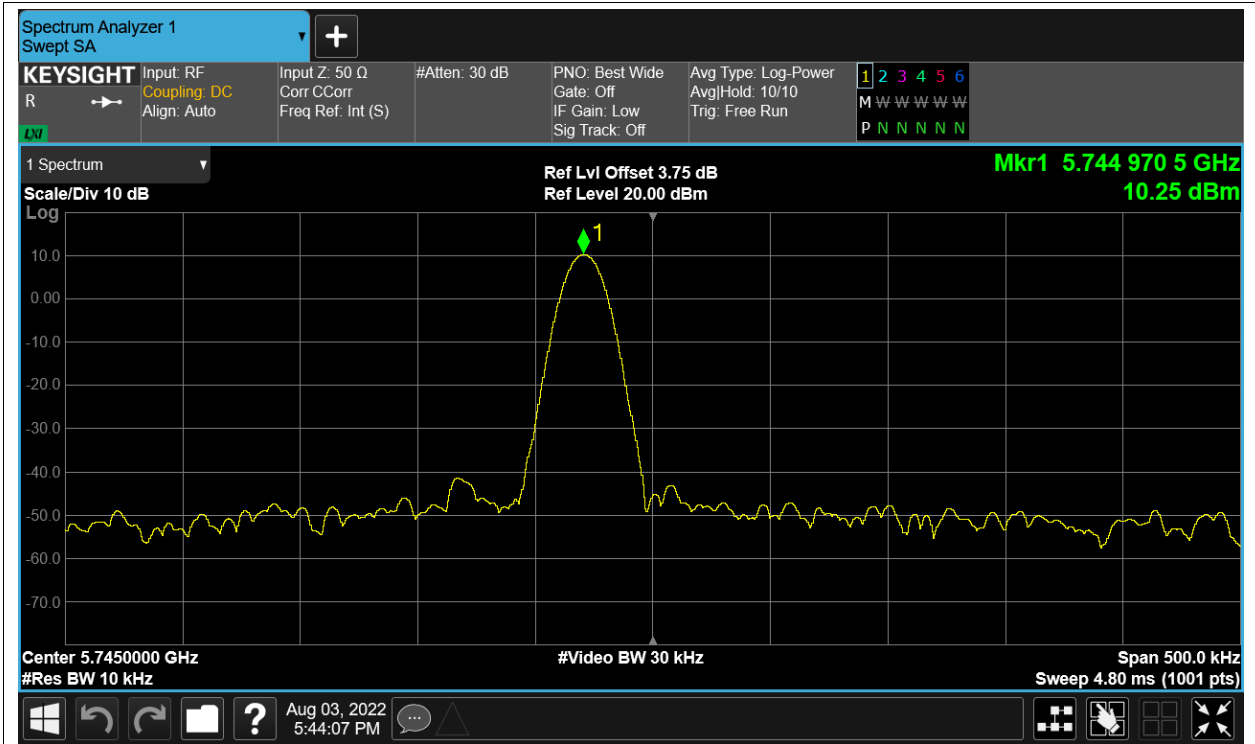 Spectrum Analyzer 1
Swept SA
KEYSIGHT
R
LXI
Input: RF
Coupling: DC
Align: Auto
Input Z: 50 Ω
Corr CCorr
Freq Ref: Int (S)
#Atten: 30 dB
PNO: Best Wide
Gate: Off
IF Gain: Low
Sig Track: Off
Avg Type: Log-Power
Avg|Hold: 10/10
Trig: Free Run
1 2 3 4 5 6
M W W W W W
P N N N N N
1 Spectrum
Scale/Div 10 dB
Log
Ref Lvl Offset 3.75 dB
Ref Level 20.00 dBm
Mkr1 5.744 970 5 GHz
10.25 dBm
1
10.0
0.00
-10.0
-20.0
-30.0
-40.0
-50.0
-60.0
-70.0
Center 5.7450000 GHz
#Res BW 10 kHz
#Video BW 30 kHz
Span 500.0 kHz
Sweep 4.80 ms (1001 pts)
?
Aug 03, 2022
5:44:07 PM